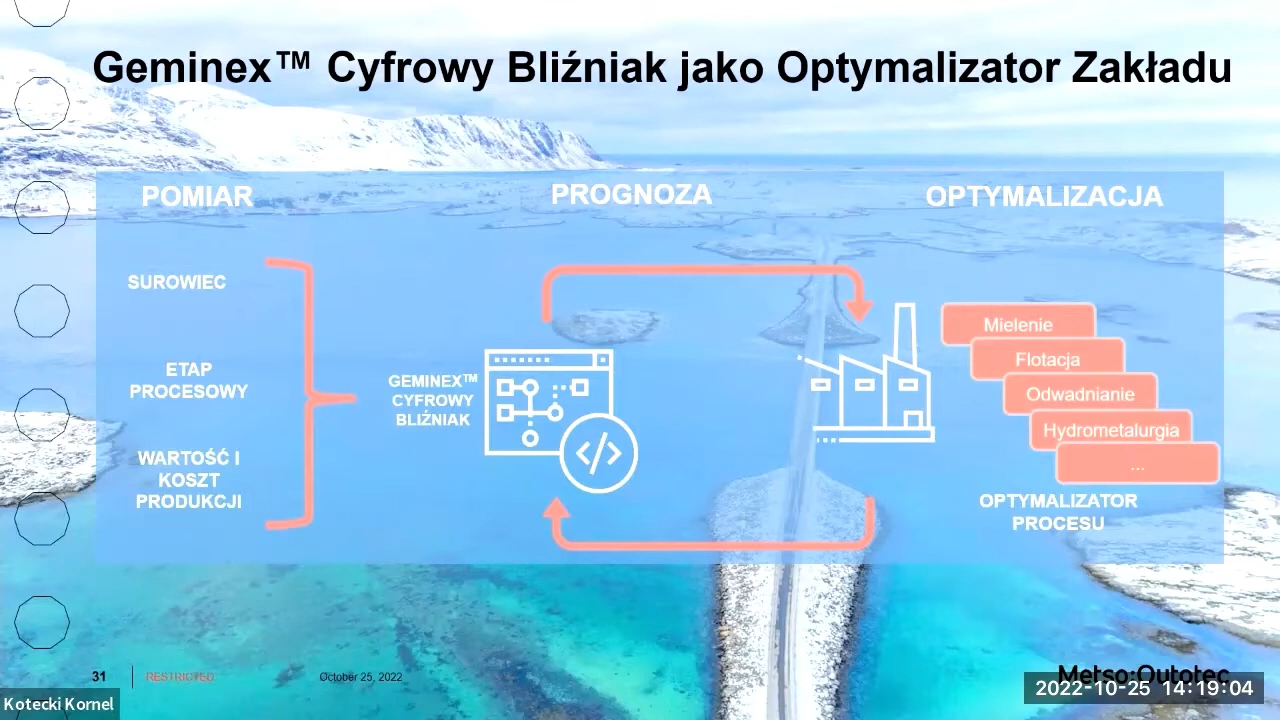 Geminex™ Cyfrowy Bliźniak jako Optymalizator Zakładu
POMIAR
PROGNOZA
OPTYMALIZACJA
SUROWIEC
ETAP
PROCESOWY
WARTOŚĆ I
KOSZT
PRODUKCJI
GEMINEX™
CYFROWY
BLIŹNIAK
</>
Mielenie
Flotacja
Odwadnianie
Hydrometalurgia
...
OPTYMALIZATOR
PROCESU
31
RESTRICTED
October 25, 2022
Metso:Outotec
2022-10-25 14:19:04
Kotecki Kornel